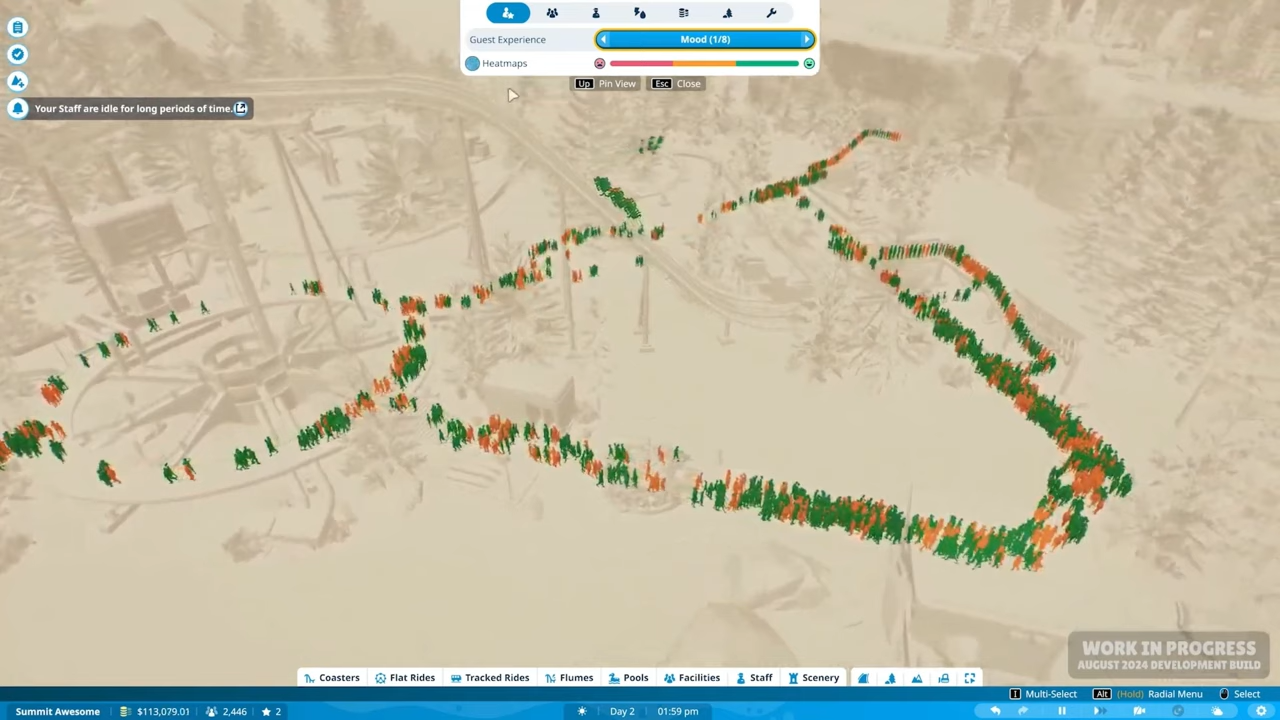 Guest Experience
Mood (1/8)
Heatmaps
Up Pin View Esc Close
Your Staff are idle for long periods of time.
WORK IN PROGRESS
AUGUST 2024 DEVELOPMENT BUILD
Coasters Flat Rides Tracked Rides Flumes Pools Facilities Staff Scenery
Multi-Select Alt (Hold) Radial Menu Select
Summit Awesome $113,079.01 2,446 2 Day 2 01:59 pm